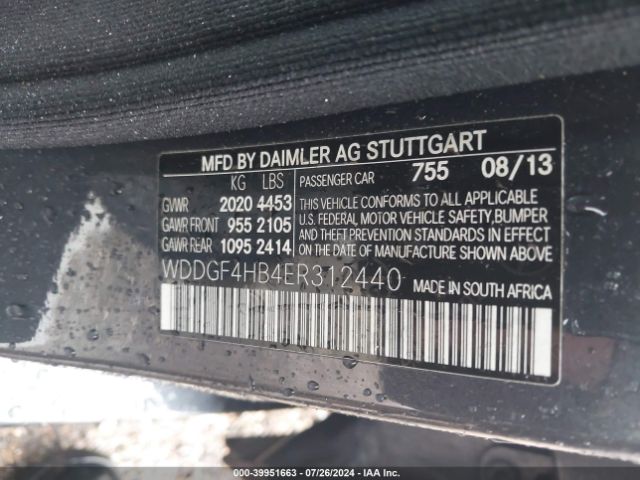 MFD BY DAIMLER AG STUTTGART
KG LBS
GVWR 2020 4453
GAWR FRONT 955 2105
GAWR REAR 1095 2414
PASSENGER CAR 755 08/13
THIS VEHICLE CONFORMS TO ALL APPLICABLE
U.S. FEDERAL MOTOR VEHICLE SAFETY, BUMPER
AND THEFT PREVENTION STANDARDS IN EFFECT
ON THE DATE OF MANUFACTURE SHOWN ABOVE
WDDGF4HB4ER312440 MADE IN SOUTH AFRICA
000-39951663 - 07/26/2024 - IAA Inc.